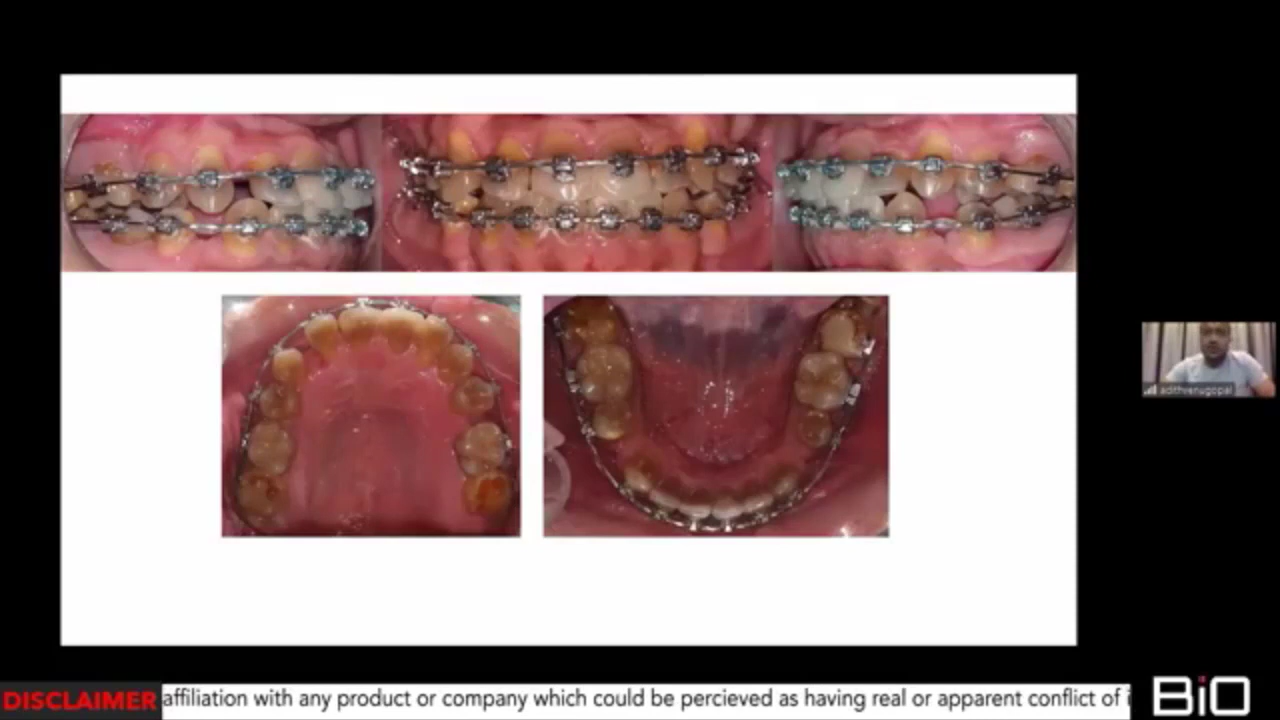 adithvenugopal
DISCLAIMER
affiliation with any product or company which could be percieved as having real or apparent conflict of i
BiO